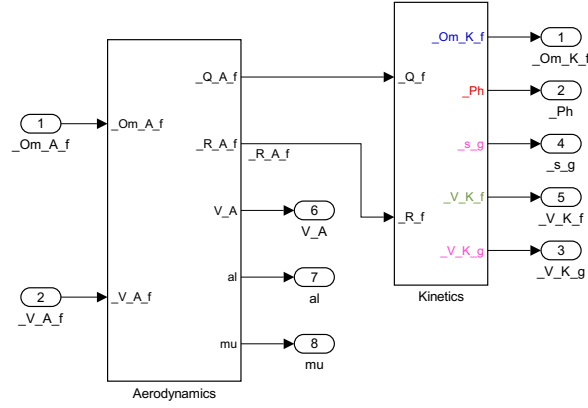 1
_Om_A_f
2
_V_A_f
_Om_A_f
_V_A_f
_Q_A_f
_R_A_f
V_A
al
mu
Aerodynamics
_R_A_f
6
V_A
7
al
8
mu
_Q_f
_R_f
_Om_K_f
_Ph
_s_g
_V_K_f
_V_K_g
Kinetics
1
_Om_K_f
2
_Ph
4
_s_g
5
_V_K_f
3
_V_K_g